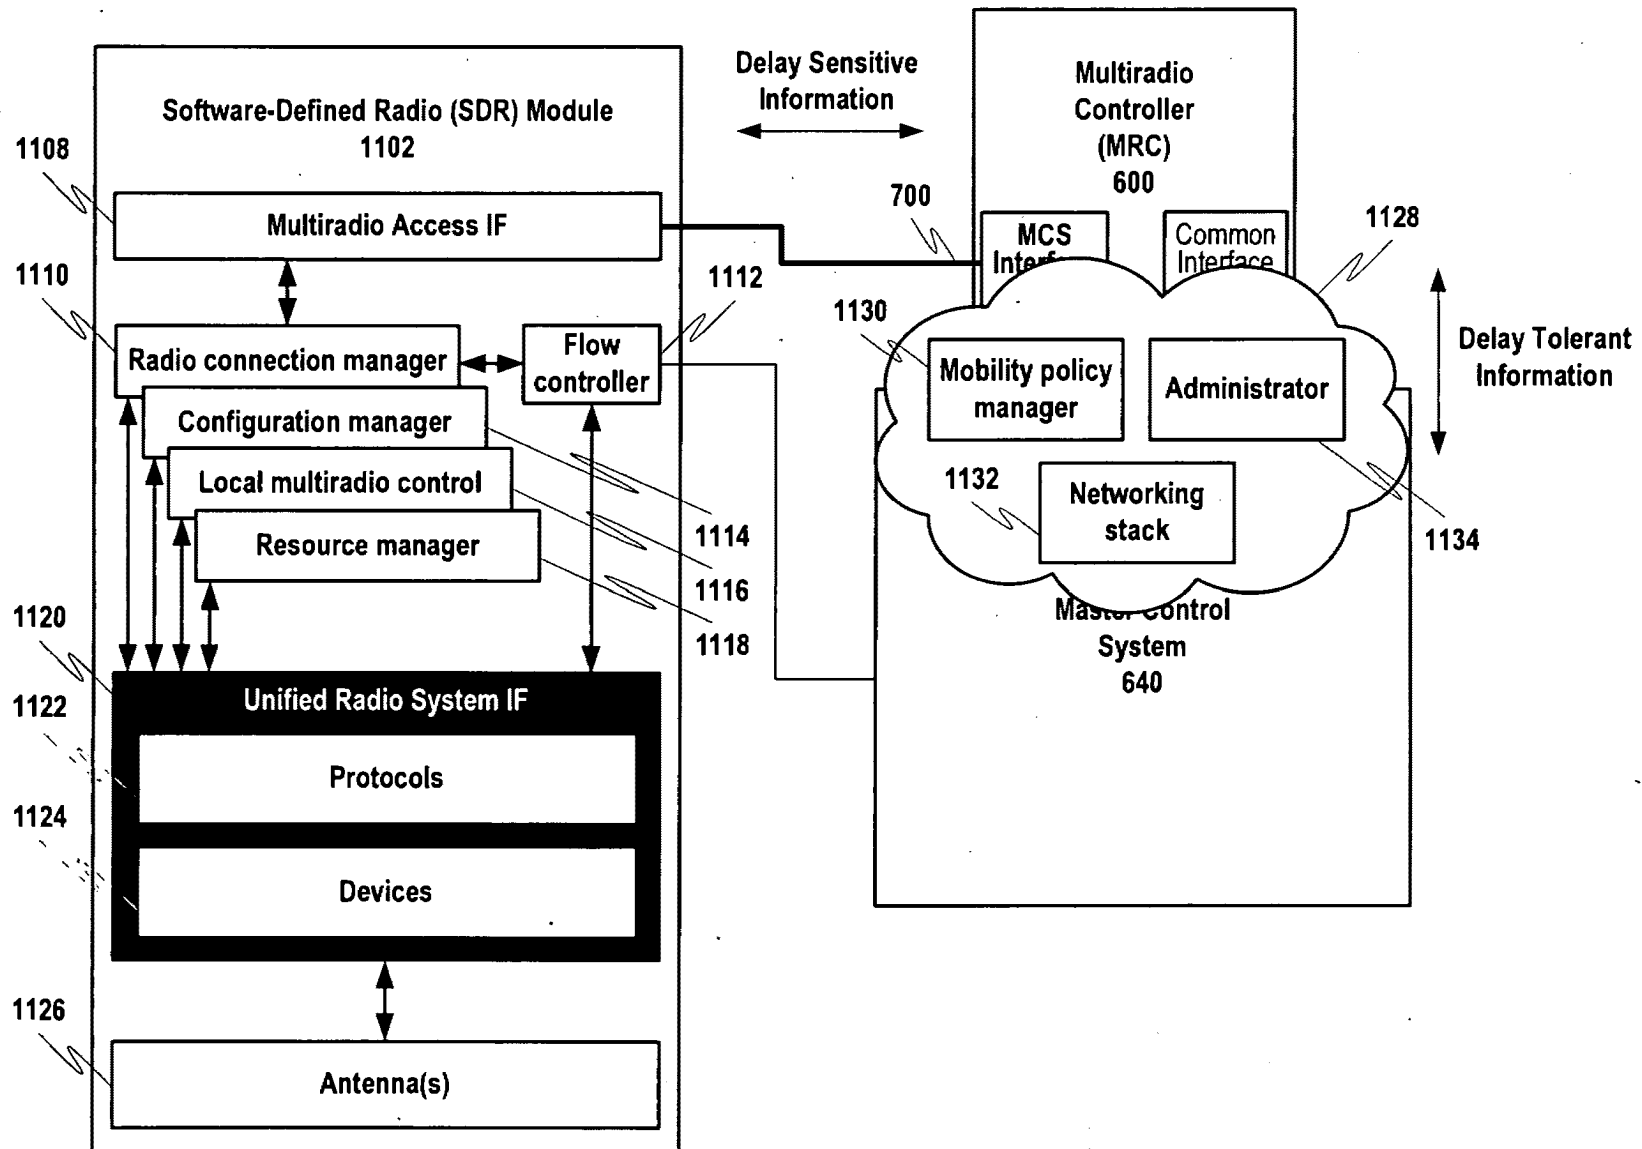 Software-Defined Radio (SDR) Module
1102
1108
Multiradio Access IF
Delay Sensitive
Information
Multiradio
Controller
(MRC)
600
700
MCS
Interface
Common
Interface
1128
1110
1112
Radio connection manager
Flow
controller
Configuration manager
Local multiradio control
Resource manager
1114
1116
1118
1130
Mobility policy
manager
Administrator
Delay Tolerant
Information
1132
Networking
stack
1134
Master Control
System
640
1120
Unified Radio System IF
1122
Protocols
1124
Devices
1126
Antenna(s)